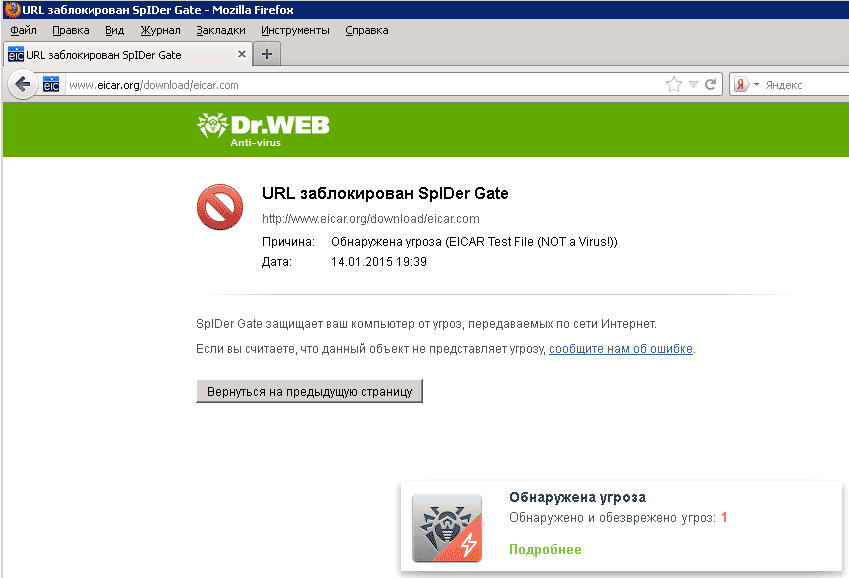 URL заблокирован SpIDer Gate - Mozilla Firefox
Файл Правка Вид Журнал Закладки Инструменты Справка
eic URL заблокирован SpIDer Gate × +
eic www.eicar.org/download/eicar.com Я Яндекс
Dr.WEB
Anti-virus
URL заблокирован SpIDer Gate
http://www.eicar.org/download/eicar.com
Причина: Обнаружена угроза (EICAR Test File (NOT a Virus!))
Дата: 14.01.2015 19:39
SpIDer Gate защищает ваш компьютер от угроз, передаваемых по сети Интернет.
Если вы считаете, что данный объект не представляет угрозу, сообщите нам об ошибке.
Вернуться на предыдущую страницу
Обнаружена угроза
Обнаружено и обезврежено угроз: 1
Подробнее